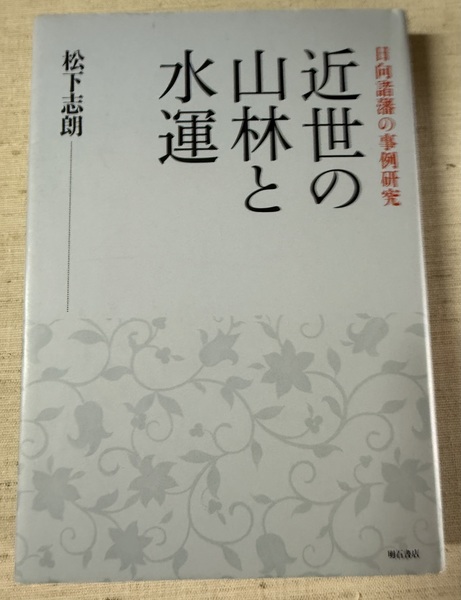 日向諸藩の事例研究
近世の
山林と
水運
松下志朗
明石書店